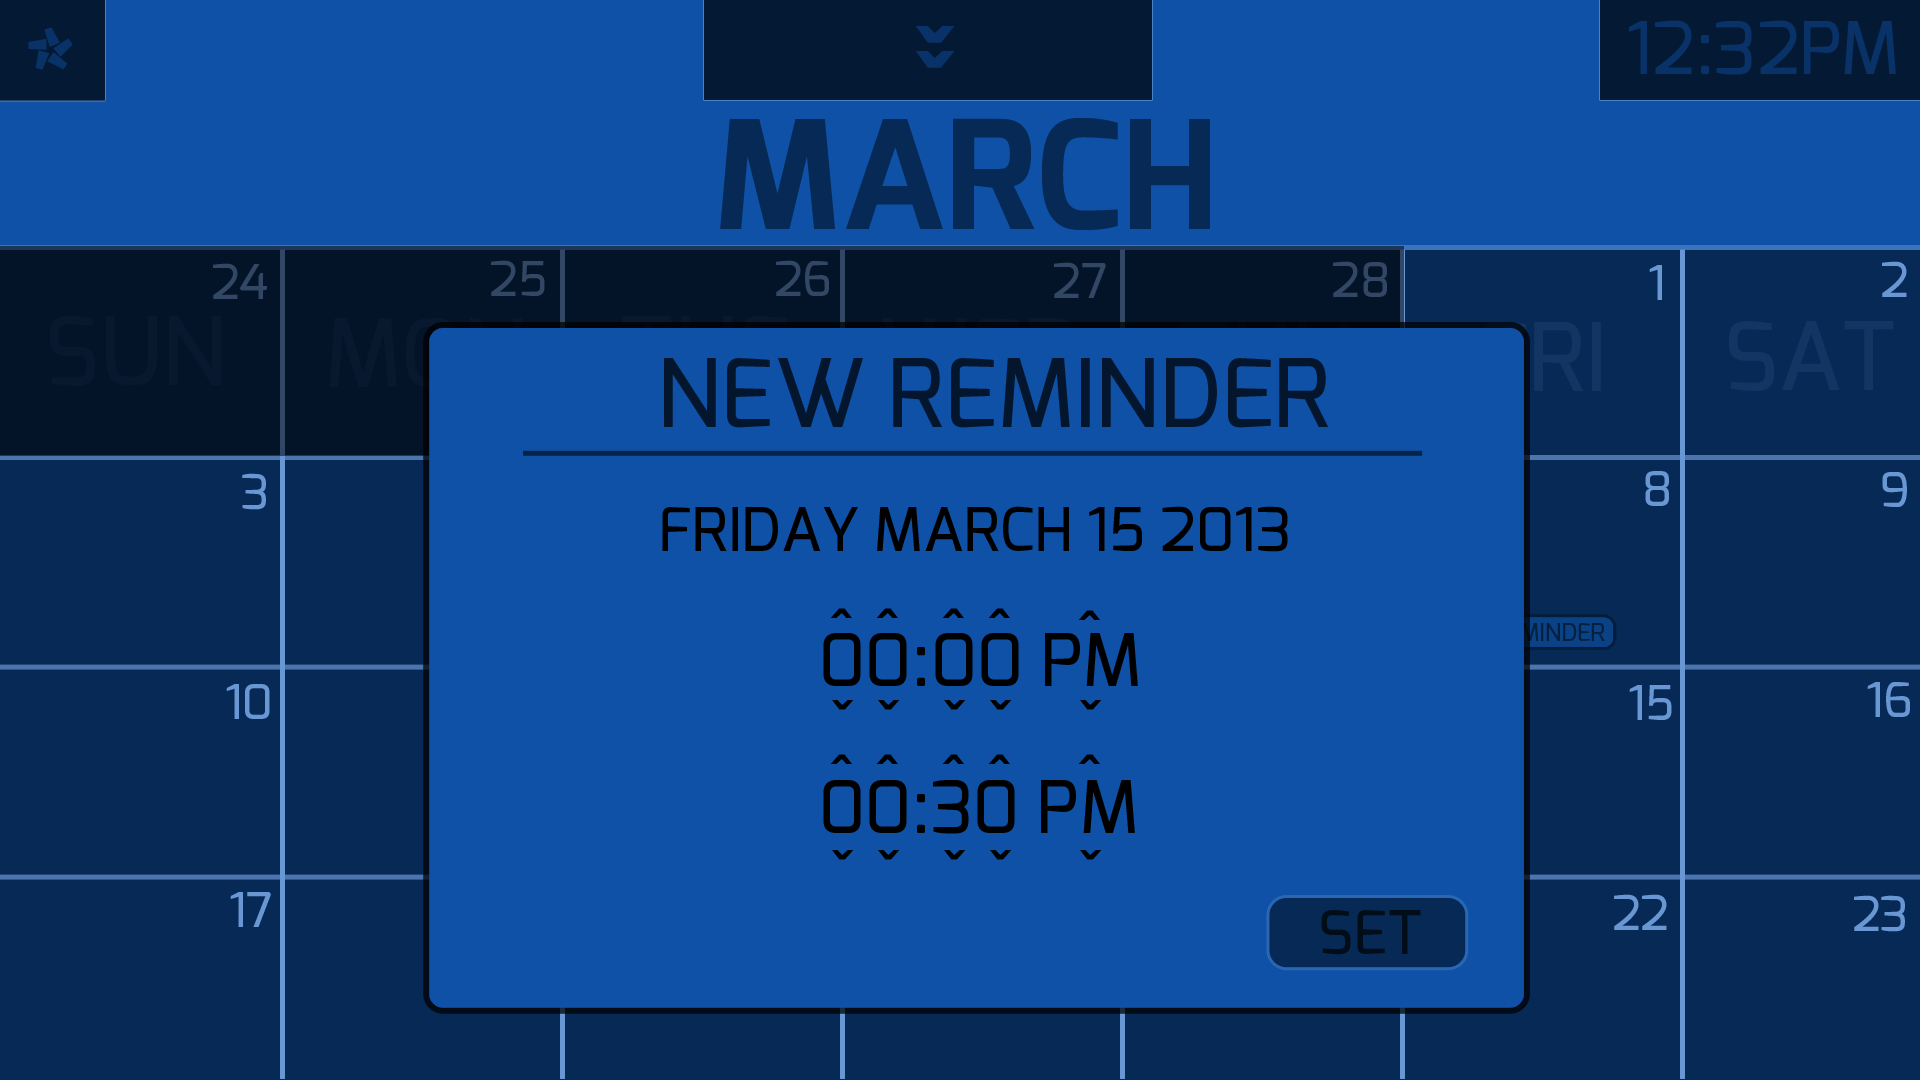 12:32PM
MARCH
24 25 26 27 28 1 2
SUN SAT
NEW REMINDER
FRIDAY MARCH 15 2013
00:00 PM
00:30 PM
SET
3 8 9
10 15 16
17 22 23